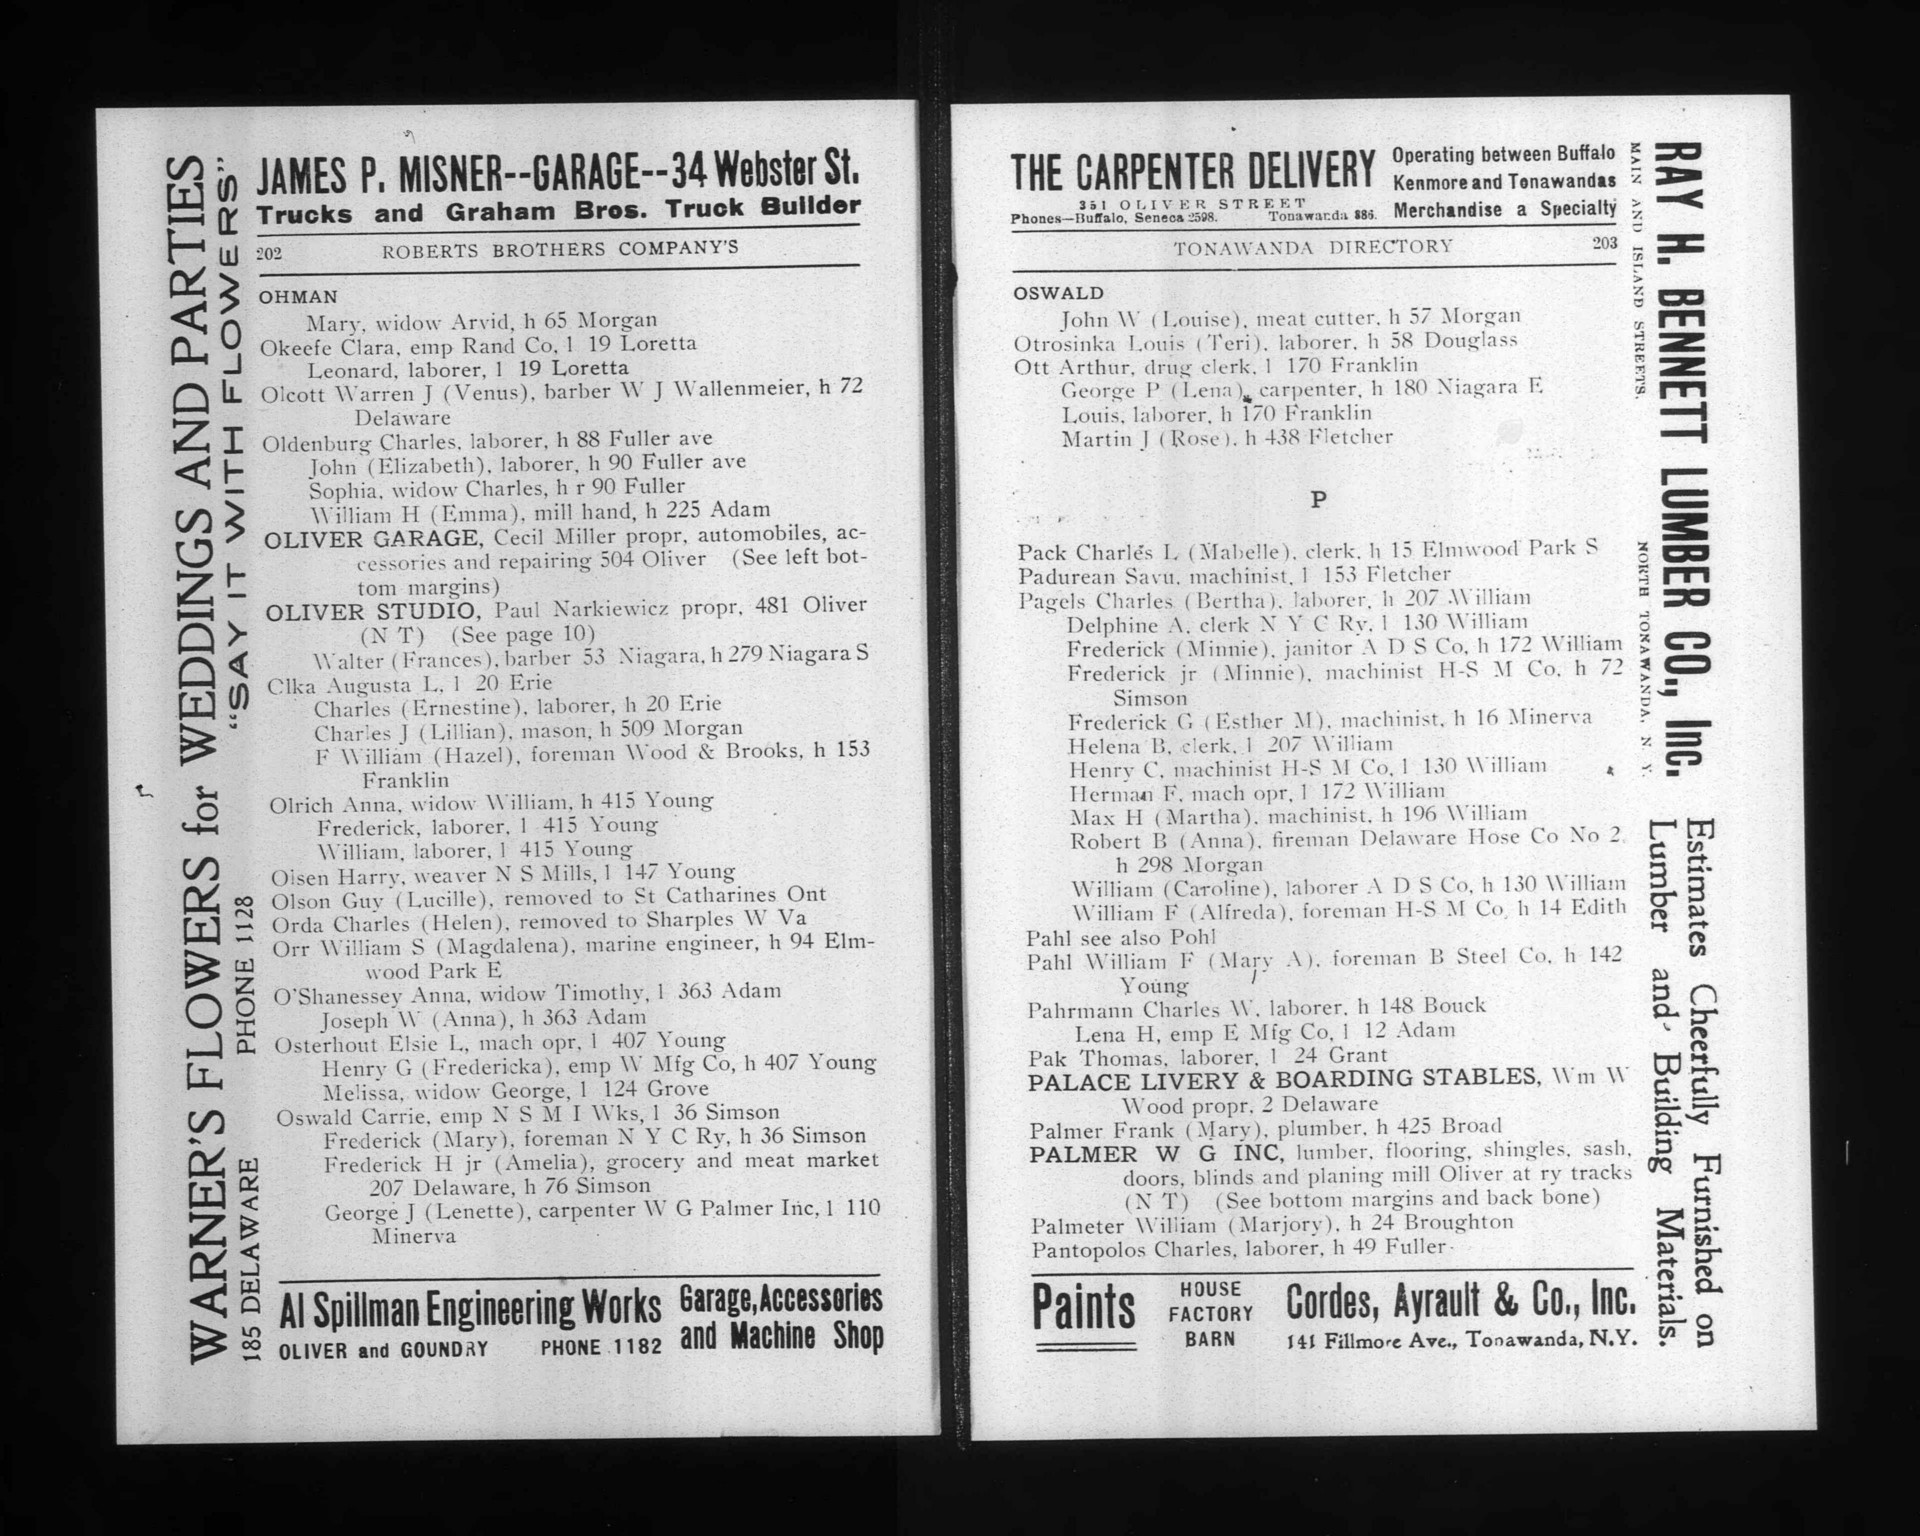 WARNER'S FLOWERS for WEDDINGS AND PARTIES
185 DELAWARE PHONE 1128 "SAY IT WITH FLOWERS"
JAMES P. MISNER--GARAGE--34 Webster St.
Trucks and Graham Bros. Truck Builder
202 ROBERTS BROTHERS COMPANY'S
OHMAN
Mary, widow Arvid, h 65 Morgan
Okeefe Clara, emp Rand Co, l 19 Loretta
Leonard, laborer, l 19 Loretta
Olcott Warren J (Venus), barber W J Wallenmeier, h 72
Delaware
Oldenburg Charles, laborer, h 88 Fuller ave
John (Elizabeth), laborer, h 90 Fuller ave
Sophia, widow Charles, h r 90 Fuller
William H (Emma), mill hand, h 225 Adam
OLIVER GARAGE, Cecil Miller propr, automobiles, ac-
cessories and repairing 504 Oliver (See left bot-
tom margins)
OLIVER STUDIO, Paul Narkiewicz propr, 481 Oliver
(N T) (See page 10)
Walter (Frances), barber 53 Niagara, h 279 Niagara S
Clka Augusta L, l 20 Erie
Charles (Ernestine), laborer, h 20 Erie
Charles J (Lillian), mason, h 509 Morgan
F William (Hazel), foreman Wood & Brooks, h 153
Franklin
Olrich Anna, widow William, h 415 Young
Frederick, laborer, l 415 Young
William, laborer, l 415 Young
Olsen Harry, weaver N S Mills, l 147 Young
Olson Guy (Lucille), removed to St Catharines Ont
Orda Charles (Helen), removed to Sharples W Va
Orr William S (Magdalena), marine engineer, h 94 Elm-
wood Park E
O'Shanessey Anna, widow Timothy, l 363 Adam
Joseph W (Anna), h 363 Adam
Osterhout Elsie L, mach opr, l 407 Young
Henry G (Fredericka), emp W Mfg Co, h 407 Young
Melissa, widow George, l 124 Grove
Oswald Carrie, emp N S M I Wks, l 36 Simson
Frederick (Mary), foreman N Y C Ry, h 36 Simson
Frederick H jr (Amelia), grocery and meat market
207 Delaware, h 76 Simson
George J (Lenette), carpenter W G Palmer Inc, l 110
Minerva
Al Spillman Engineering Works Garage, Accessories
OLIVER and GOUNDRY PHONE 1182 and Machine Shop
THE CARPENTER DELIVERY Operating between Buffalo
Kenmore and Tonawandas
351 OLIVER STREET
Phones—Buffalo, Seneca 2598. Tonawanda 886. Merchandise a Specialty
TONAWANDA DIRECTORY 203
OSWALD
John W (Louise), meat cutter, h 57 Morgan
Otrosinka Louis (Teri), laborer, h 58 Douglass
Ott Arthur, drug clerk, l 170 Franklin
George P (Lena), carpenter, h 180 Niagara E
Louis, laborer, h 170 Franklin
Martin J (Rose), h 438 Fletcher
P
Pack Charles L (Mabelle), clerk, h 15 Elmwood Park S
Padurean Savu, machinist, l 153 Fletcher
Pagels Charles (Bertha), laborer, h 207 William
Delphine A, clerk N Y C Ry, l 130 William
Frederick (Minnie), janitor A D S Co, h 172 William
Frederick jr (Minnie), machinist H-S M Co, h 72
Simson
Frederick G (Esther M), machinist, h 16 Minerva
Helena B, clerk, l 207 William
Henry C, machinist H-S M Co, l 130 William
Herman F, mach opr, l 172 William
Max H (Martha), machinist, h 196 William
Robert B (Anna), fireman Delaware Hose Co No 2,
h 298 Morgan
William (Caroline), laborer A D S Co, h 130 William
William F (Alfreda), foreman H-S M Co, h 14 Edith
Pahl see also Pohl
Pahl William F (Mary A), foreman B Steel Co, h 142
Young
Pahrmann Charles W, laborer, h 148 Bouck
Lena H, emp E Mfg Co, l 12 Adam
Pak Thomas, laborer, l 24 Grant
PALACE LIVERY & BOARDING STABLES, Wm W
Wood propr, 2 Delaware
Palmer Frank (Mary), plumber, h 425 Broad
PALMER W G INC, lumber, flooring, shingles, sash,
doors, blinds and planing mill Oliver at ry tracks
(N T) (See bottom margins and back bone)
Palmeter William (Marjory), h 24 Broughton
Pantopolos Charles, laborer, h 49 Fuller
Paints HOUSE FACTORY BARN Cordes, Ayrault & Co., Inc.
141 Fillmore Ave., Tonawanda, N.Y.
RAY H. BENNETT LUMBER CO., Inc. Estimates Cheerfully Furnished on
MAIN AND ISLAND STREETS. NORTH TONAWANDA, N. Y. Lumber and Building Materials.